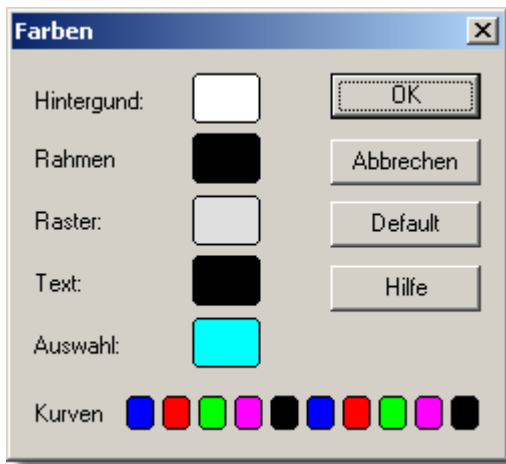 Farben
Hintergund:
OK
Rahmen
Abbrechen
Raster:
Default
Text:
Hilfe
Auswahl:
Kurven